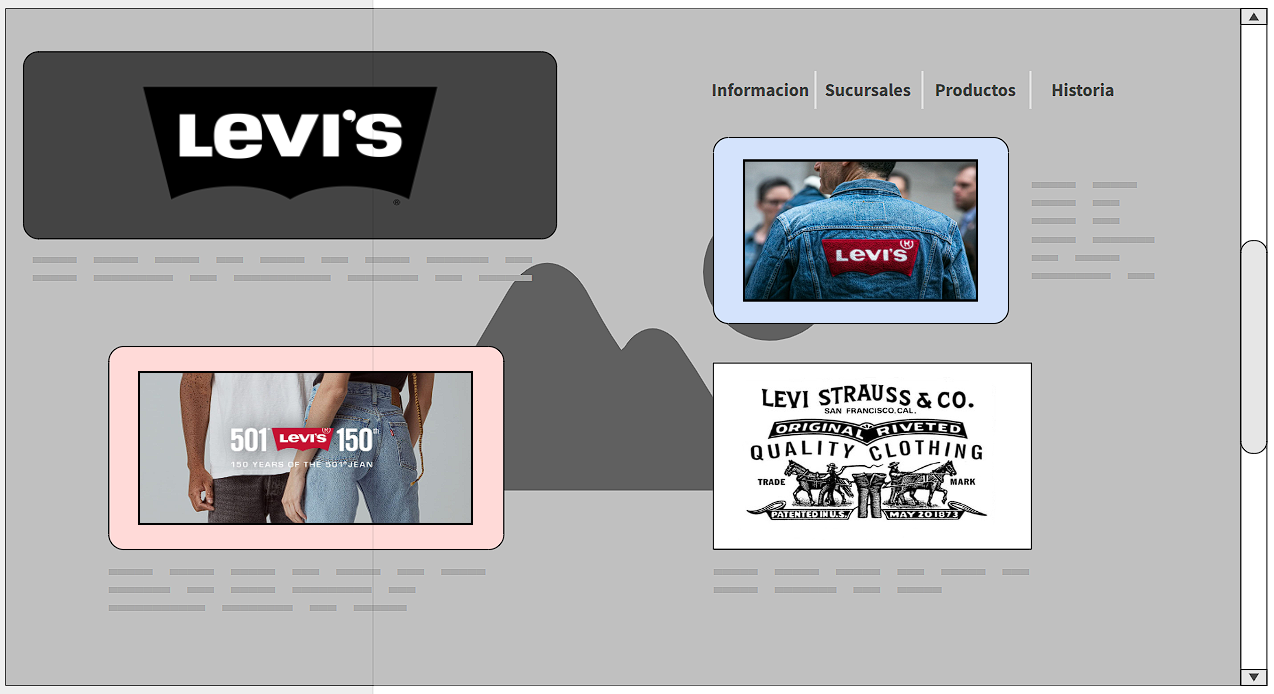 LEVI'S
®
Informacion Sucursales Productos Historia
LEVI'S ®
501® LEVI'S ® 150th
150 YEARS OF THE 501® JEAN
LEVI STRAUSS & CO.
SAN FRANCISCO, CAL.
ORIGINAL RIVETED
QUALITY CLOTHING
TRADE MARK
PATENTED IN U.S. MAY 20 1873